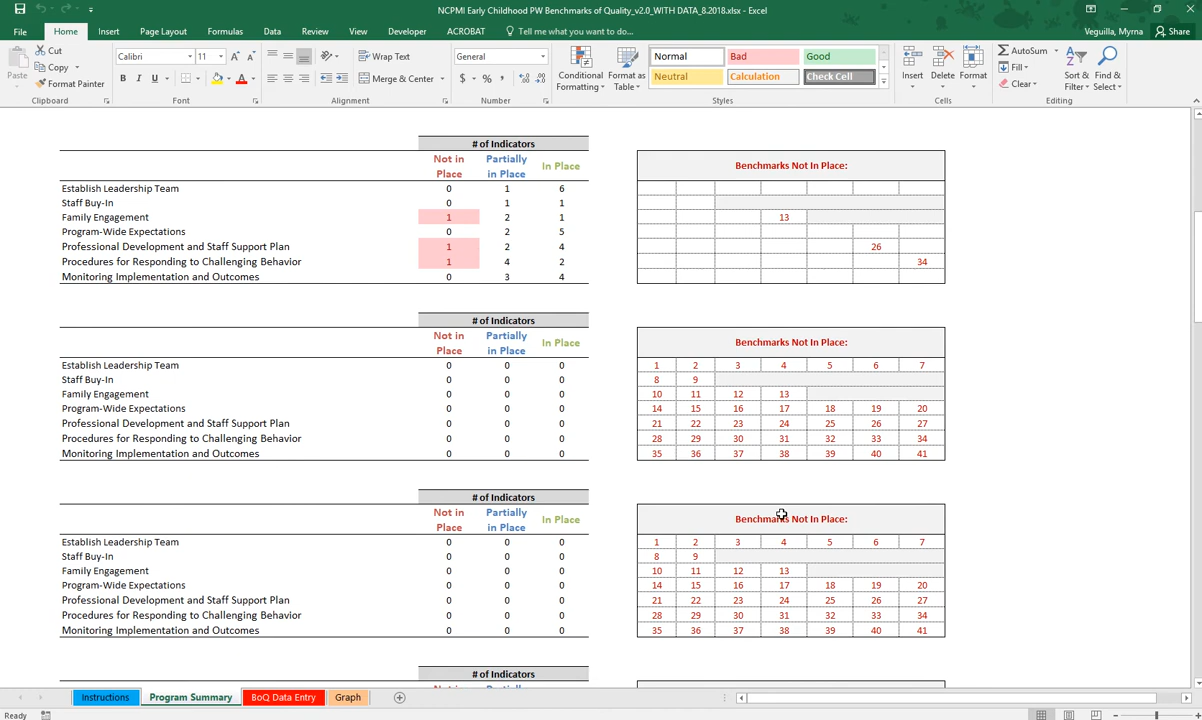 NCPMI Early Childhood PW Benchmarks of Quality_v2.0_WITH DATA_8.2018.xlsx - Excel
File Home Insert Page Layout Formulas Data Review View Developer ACROBAT Tell me what you want to do... Veguilla, Myrna Share
Paste Cut Copy Format Painter Clipboard
Calibri 11 A A B I U A Font
Wrap Text Merge & Center Alignment
General $ % , Number
Conditional Formatting Format as Table Normal Bad Good Neutral Calculation Check Cell Styles
Insert Delete Format Cells
AutoSum Fill Clear Sort & Filter Find & Select Editing
# of Indicators
Not in Place Partially in Place In Place Benchmarks Not In Place:
Establish Leadership Team 0 1 6
Staff Buy-In 0 1 1
Family Engagement 1 2 1 13
Program-Wide Expectations 0 2 5
Professional Development and Staff Support Plan 1 2 4 26
Procedures for Responding to Challenging Behavior 1 4 2 34
Monitoring Implementation and Outcomes 0 3 4
# of Indicators
Not in Place Partially in Place In Place Benchmarks Not In Place:
Establish Leadership Team 0 0 0 1 2 3 4 5 6 7
Staff Buy-In 0 0 0 8 9
Family Engagement 0 0 0 10 11 12 13
Program-Wide Expectations 0 0 0 14 15 16 17 18 19 20
Professional Development and Staff Support Plan 0 0 0 21 22 23 24 25 26 27
Procedures for Responding to Challenging Behavior 0 0 0 28 29 30 31 32 33 34
Monitoring Implementation and Outcomes 0 0 0 35 36 37 38 39 40 41
# of Indicators
Not in Place Partially in Place In Place Benchmarks Not In Place:
Establish Leadership Team 0 0 0 1 2 3 4 5 6 7
Staff Buy-In 0 0 0 8 9
Family Engagement 0 0 0 10 11 12 13
Program-Wide Expectations 0 0 0 14 15 16 17 18 19 20
Professional Development and Staff Support Plan 0 0 0 21 22 23 24 25 26 27
Procedures for Responding to Challenging Behavior 0 0 0 28 29 30 31 32 33 34
Monitoring Implementation and Outcomes 0 0 0 35 36 37 38 39 40 41
# of Indicators
Instructions Program Summary BoQ Data Entry Graph
Ready